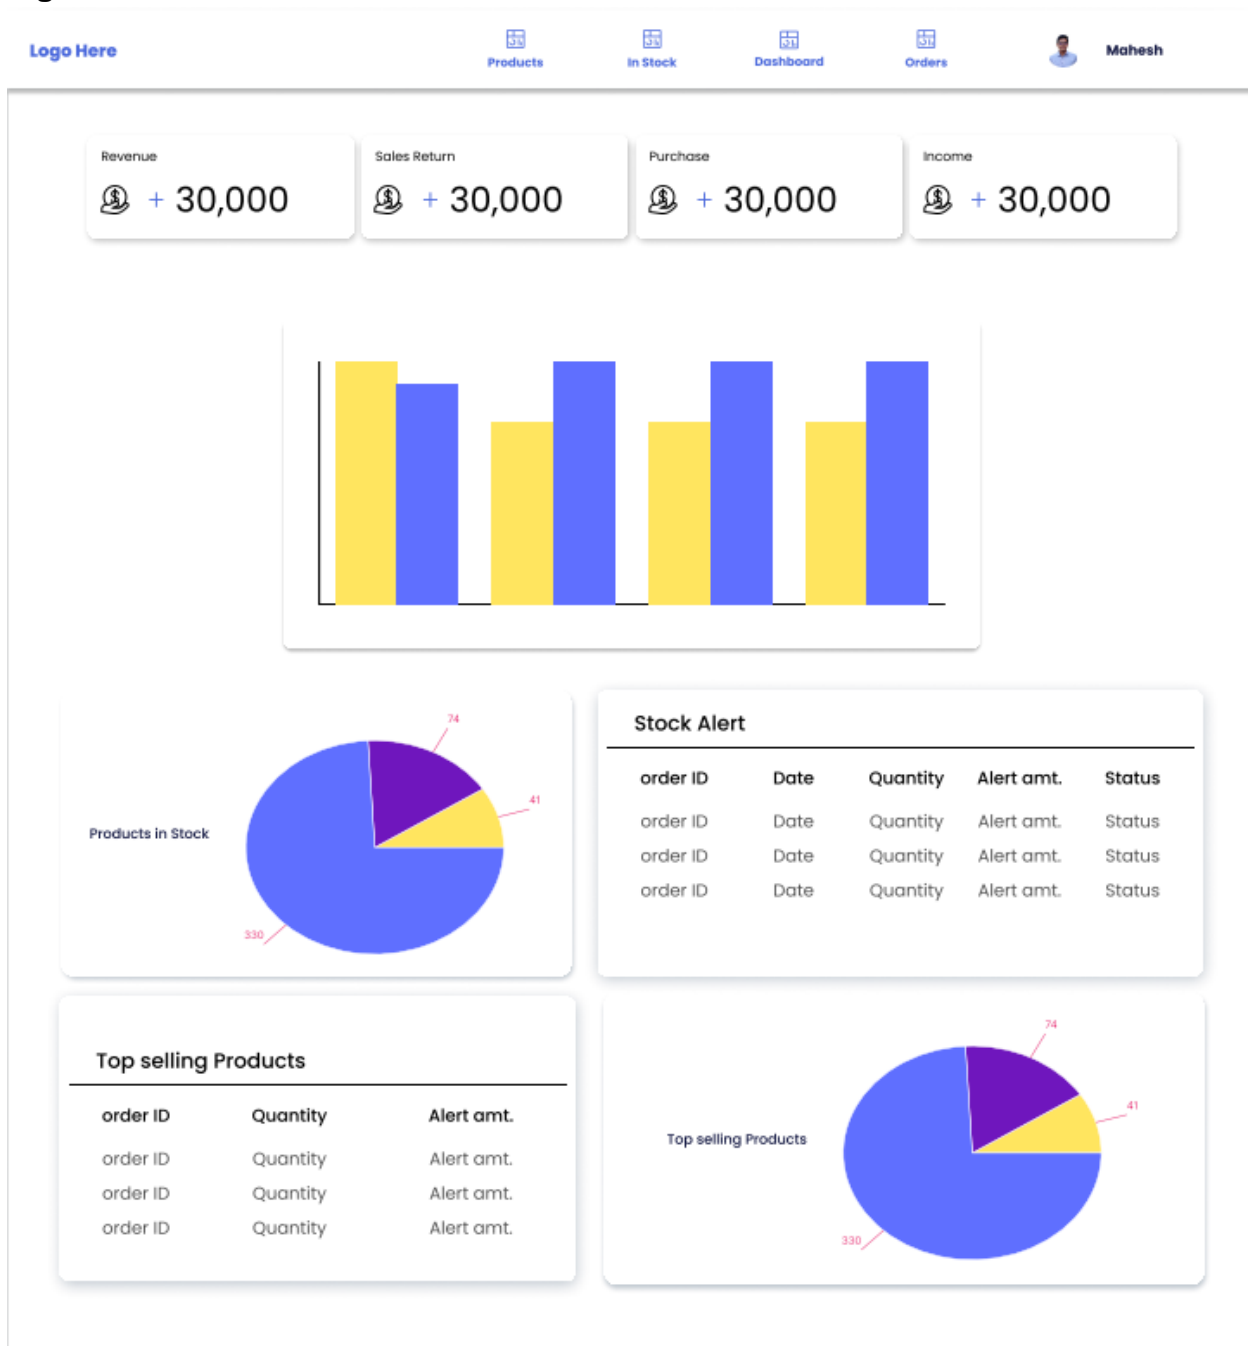 Logo Here
Products
In Stock
Dashboard
Orders
Mahesh
Revenue
+ 30,000
Sales Return
+ 30,000
Purchase
+ 30,000
Income
+ 30,000
Products in Stock
74
41
330
Stock Alert
order ID Date Quantity Alert amt. Status
order ID Date Quantity Alert amt. Status
order ID Date Quantity Alert amt. Status
order ID Date Quantity Alert amt. Status
Top selling Products
order ID Quantity Alert amt.
order ID Quantity Alert amt.
order ID Quantity Alert amt.
order ID Quantity Alert amt.
Top selling Products
74
41
330